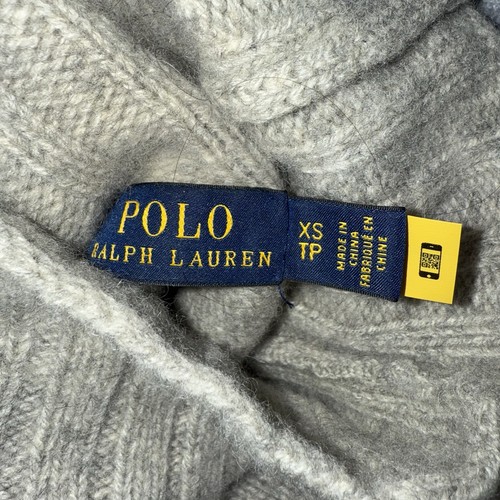 POLO
RALPH LAUREN
XS
TP
MADE IN
CHINA
FABRIQUÉ EN
CHINE